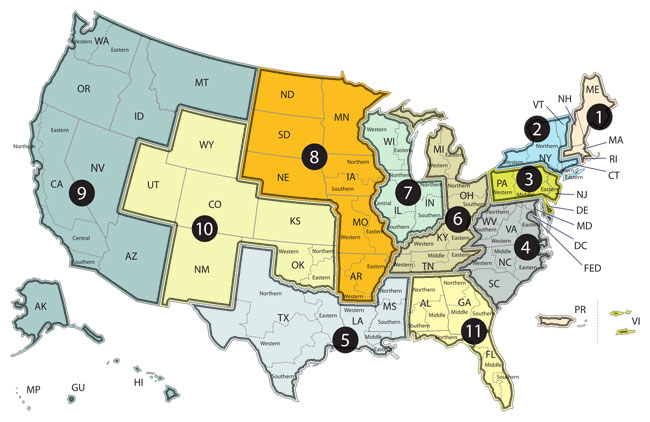 WA
Western
Eastern
MT
ND
MN
ME
OR
ID
SD
WY
Western
WI
Eastern
MI
Western
Eastern
VT
NH
1
2
Northern
NY
Western
Eastern
MA
RI
CT
Northern
Eastern
NV
CA
9
Central
Southern
UT
CO
10
AZ
NM
8
NE
Northern
IA
Southern
KS
Northern
OK
Western
Eastern
MO
Western
Eastern
AR
Western
Eastern
Northern
7
Central
IL
Southern
Northern
IN
Southern
Northern
OH
Southern
6
KY
Western
Eastern
Western
Middle
Eastern
TN
PA
3
Western
Middle
Eastern
NJ
DE
MD
DC
FED
Northern
WV
Southern
VA
Western
Eastern
4
Western
Middle
Eastern
NC
SC
Northern
TX
Eastern
Western
Southern
Western
LA
Middle
Eastern
5
Northern
MS
Southern
Northern
AL
Middle
Southern
Northern
GA
Middle
Southern
11
Northern
FL
Middle
Southern
AK
HI
MP
GU
PR
VI